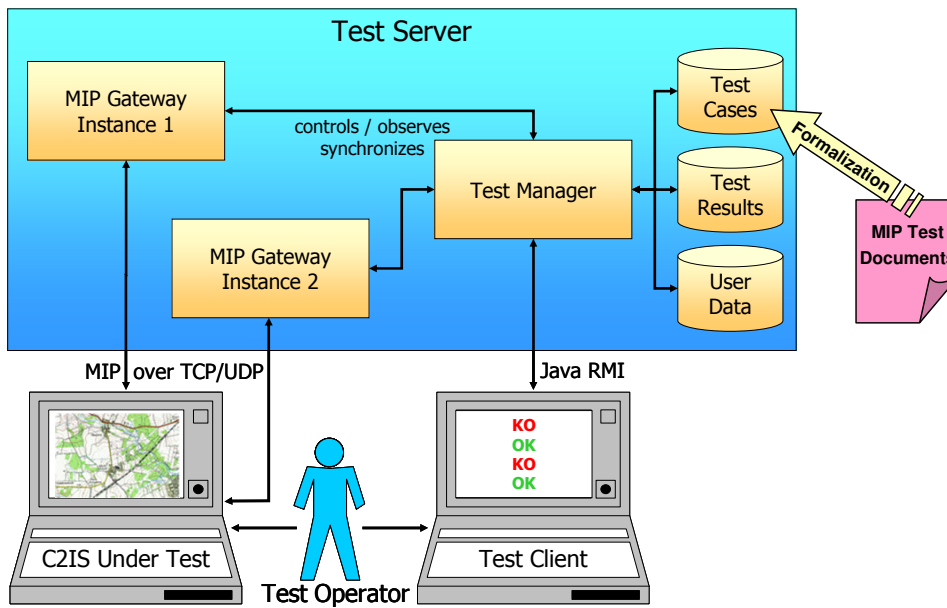 Test Server
MIP Gateway
Instance 1
controls / observes
synchronizes
Test Manager
MIP Gateway
Instance 2
Test
Cases
Test
Results
User
Data
Formalization
MIP Test
Documents
MIP over TCP/UDP
Java RMI
KO
OK
KO
OK
C2IS Under Test
Test Client
Test Operator